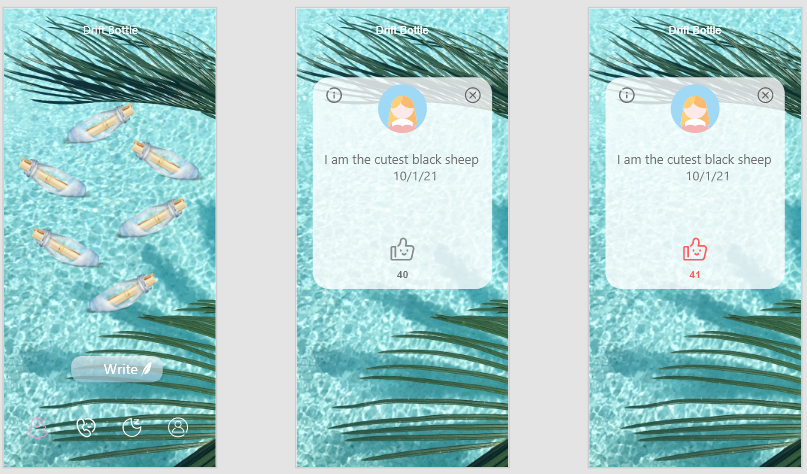 Drift Bottle
Write
Drift Bottle
I am the cutest black sheep
10/1/21
40
Drift Bottle
I am the cutest black sheep
10/1/21
41